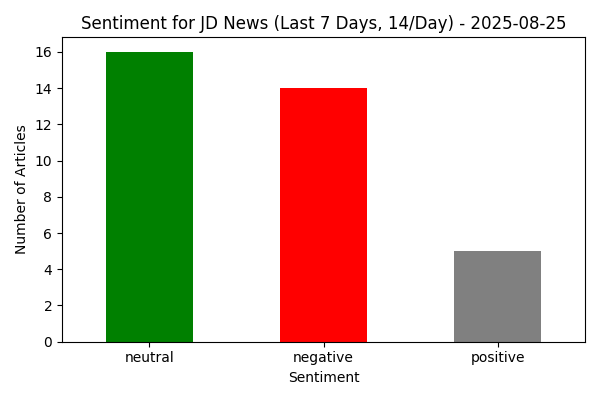 Sentiment for JD News (Last 7 Days, 14/Day) - 2025-08-25
Number of Articles
16
14
12
10
8
6
4
2
0
neutral negative positive
Sentiment